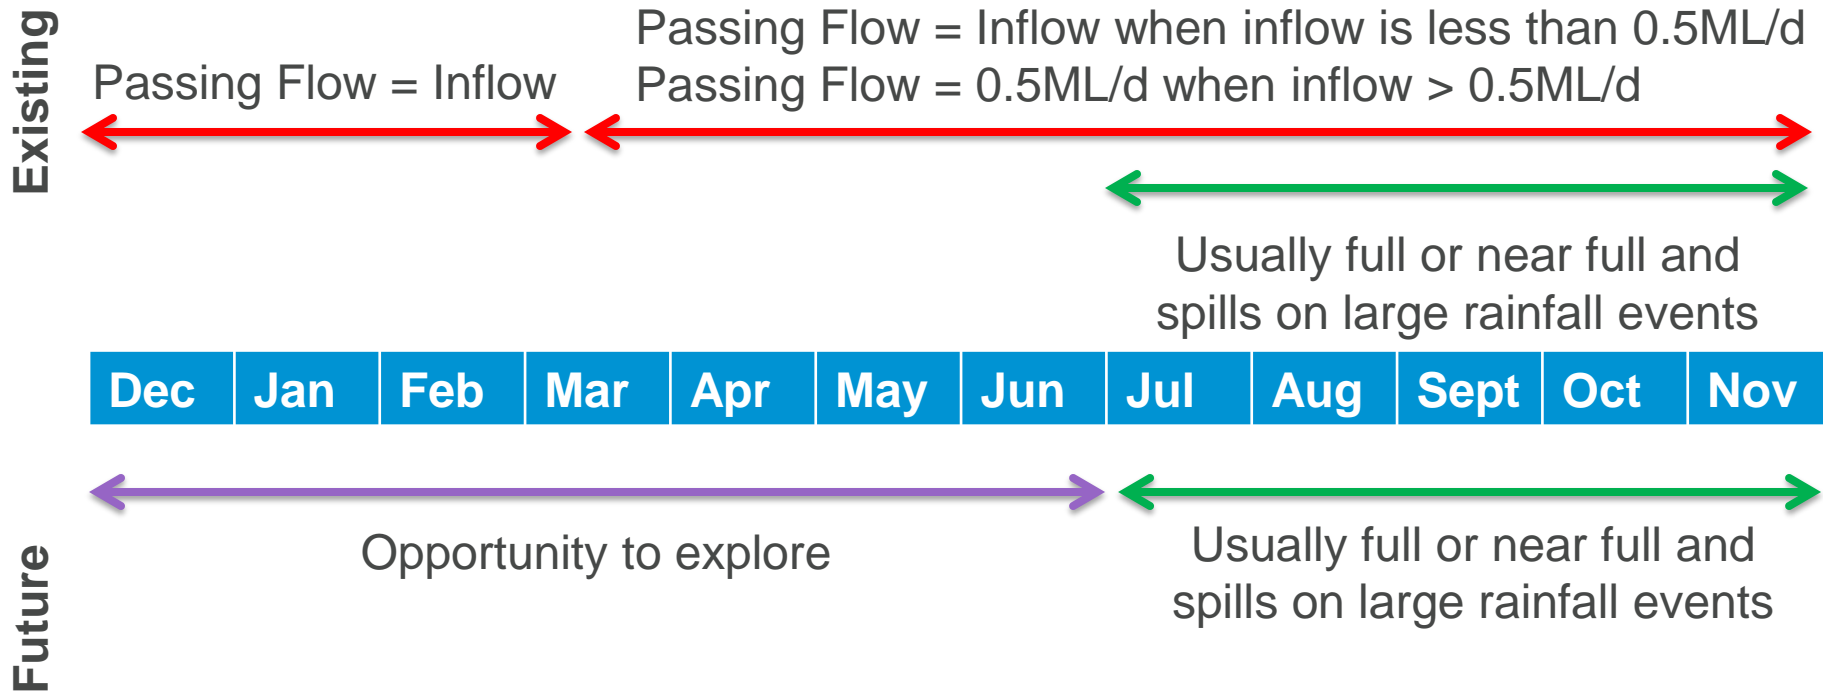 Existing
Passing Flow = Inflow
Passing Flow = Inflow when inflow is less than 0.5ML/d
Passing Flow = 0.5ML/d when inflow > 0.5ML/d
Usually full or near full and
spills on large rainfall events
Dec Jan Feb Mar Apr May Jun Jul Aug Sept Oct Nov
Future
Opportunity to explore
Usually full or near full and
spills on large rainfall events